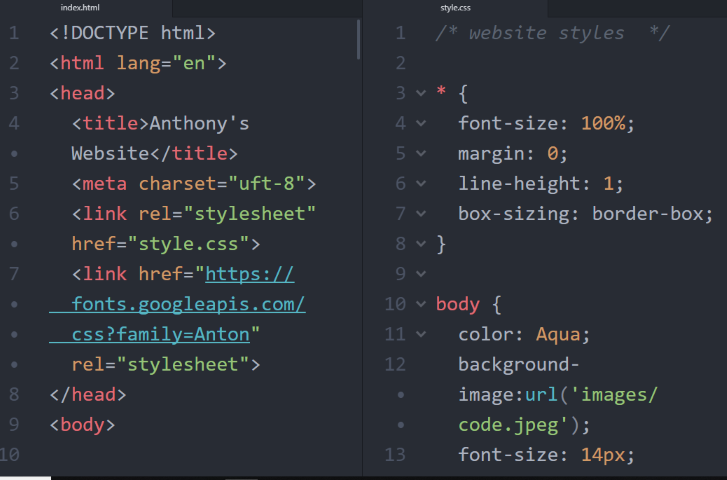 index.html
1 <!DOCTYPE html>
2 <html lang="en">
3 <head>
4 <title>Anthony's
• Website</title>
5 <meta charset="uft-8">
6 <link rel="stylesheet"
• href="style.css">
7 <link href="https://
• fonts.googleapis.com/
• css?family=Anton"
• rel="stylesheet">
8 </head>
9 <body>
10
style.css
1 /* website styles  */
2
3 * {
4 font-size: 100%;
5 margin: 0;
6 line-height: 1;
7 box-sizing: border-box;
8 }
9
10 body {
11 color: Aqua;
12 background-
• image:url('images/
• code.jpeg');
13 font-size: 14px;